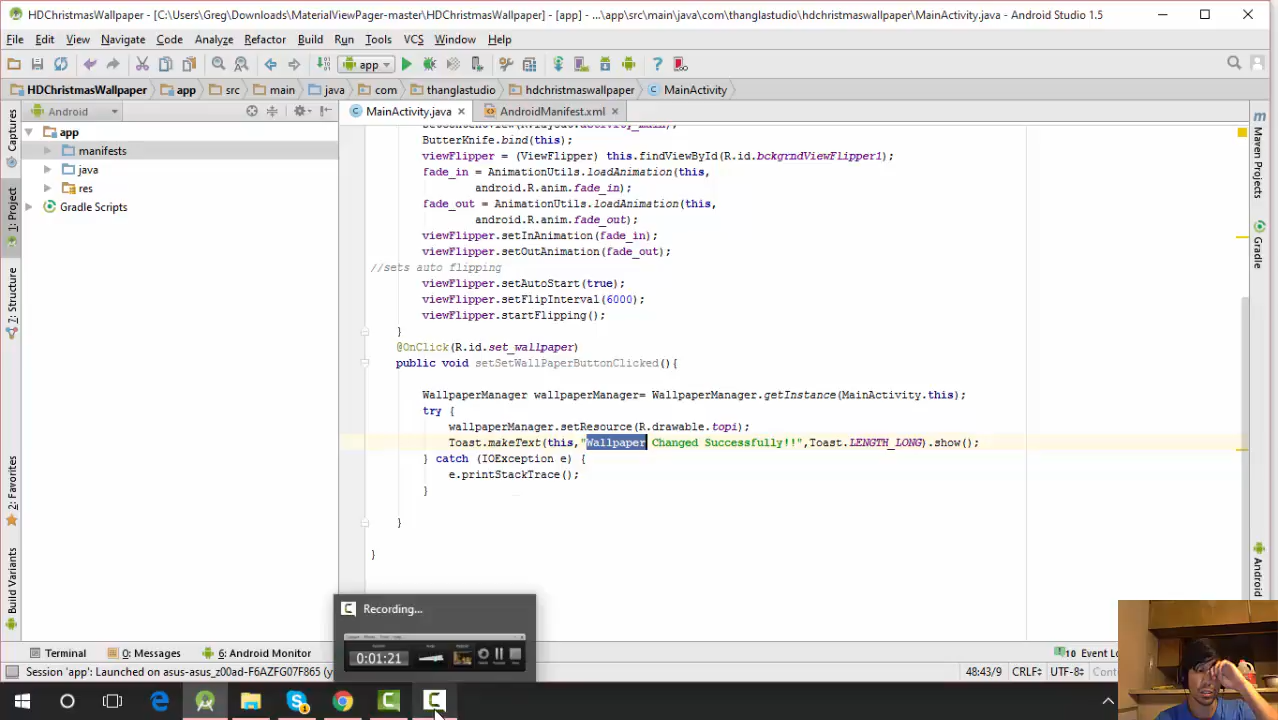 HDChristmasWallpaper - [C:\Users\Greg\Downloads\MaterialViewPager-master\HDChristmasWallpaper] - [app] - ...\app\src\main\java\com\thanglastudio\hdchristmaswallpaper\MainActivity.java - Android Studio 1.5
File Edit View Navigate Code Analyze Refactor Build Run Tools VCS Window Help
app
HDChristmasWallpaper app src main java com thanglastudio hdchristmaswallpaper MainActivity
Android MainActivity.java AndroidManifest.xml
app
manifests
java
res
Gradle Scripts
Captures
1: Project
7: Structure
2: Favorites
Build Variants
ButterKnife.bind(this);
viewFlipper = (ViewFlipper) this.findViewById(R.id.bckgrndViewFlipper1);
fade_in = AnimationUtils.loadAnimation(this,
android.R.anim.fade_in);
fade_out = AnimationUtils.loadAnimation(this,
android.R.anim.fade_out);
viewFlipper.setInAnimation(fade_in);
viewFlipper.setOutAnimation(fade_out);
//sets auto flipping
viewFlipper.setAutoStart(true);
viewFlipper.setFlipInterval(6000);
viewFlipper.startFlipping();
}
@OnClick(R.id.set_wallpaper)
public void setSetWallPaperButtonClicked(){
WallpaperManager wallpaperManager= WallpaperManager.getInstance(MainActivity.this);
try {
wallpaperManager.setResource(R.drawable.topi);
Toast.makeText(this,"Wallpaper Changed Successfully!!",Toast.LENGTH_LONG).show();
} catch (IOException e) {
e.printStackTrace();
}
}
}
Maven Projects
Gradle
Android
Recording...
0:01:21
Terminal 0: Messages 6: Android Monitor 10 Event Lo
Session 'app': Launched on asus-asus_z00ad-F6AZFG07F865 (y 48:43/9 CRLF UTF-8